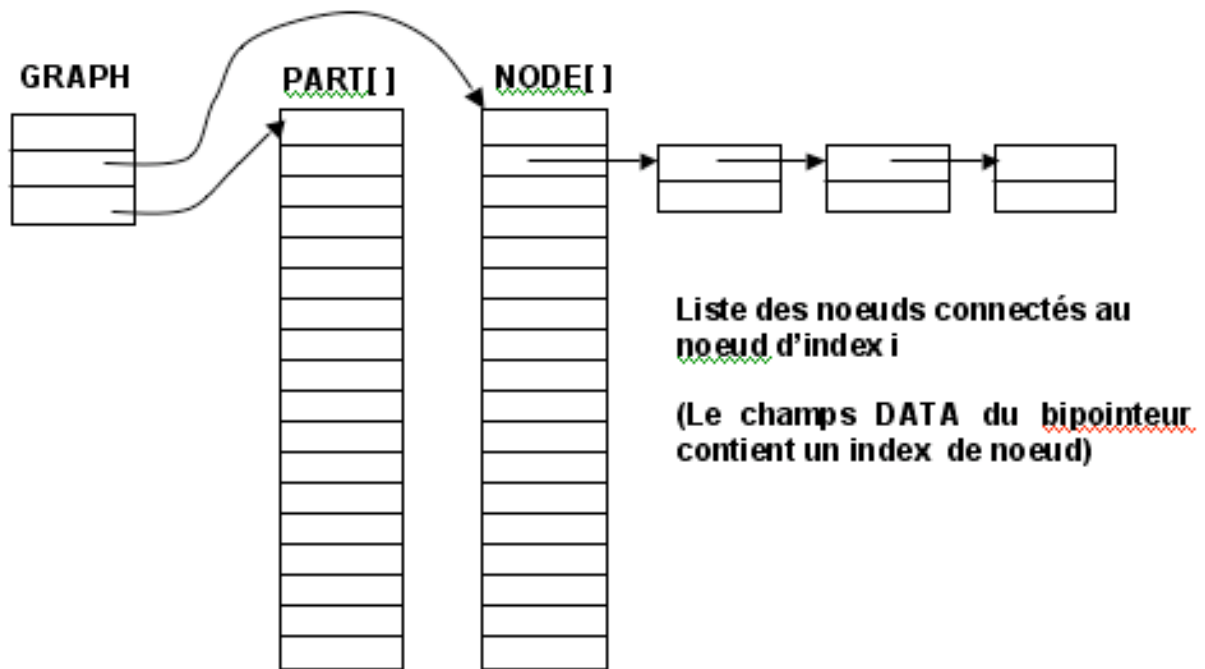 GRAPH
PART[ ]
NODE[ ]
Liste des noeuds connectés au
noeud d'index i
(Le champs DATA du bipointeur
contient un index de noeud)